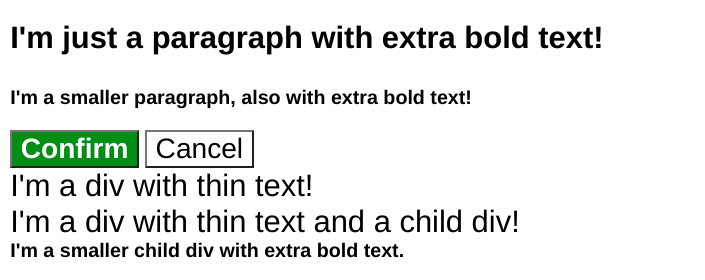 I'm just a paragraph with extra bold text!
I'm a smaller paragraph, also with extra bold text!
Confirm Cancel
I'm a div with thin text!
I'm a div with thin text and a child div!
I'm a smaller child div with extra bold text.